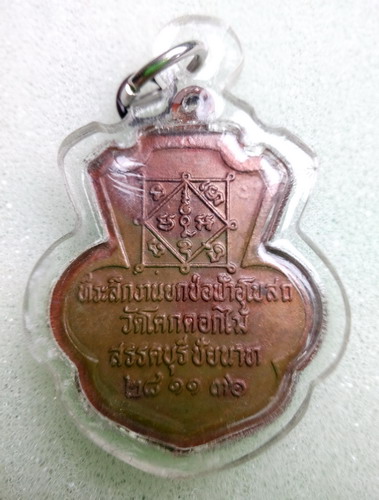 ที่ระลึกงานยกช่อฟ้าอุโบสถ
วัดโคกดอกไม้
สรรคบุรี ชัยนาท
๒๘ ๑๑ ๓๑